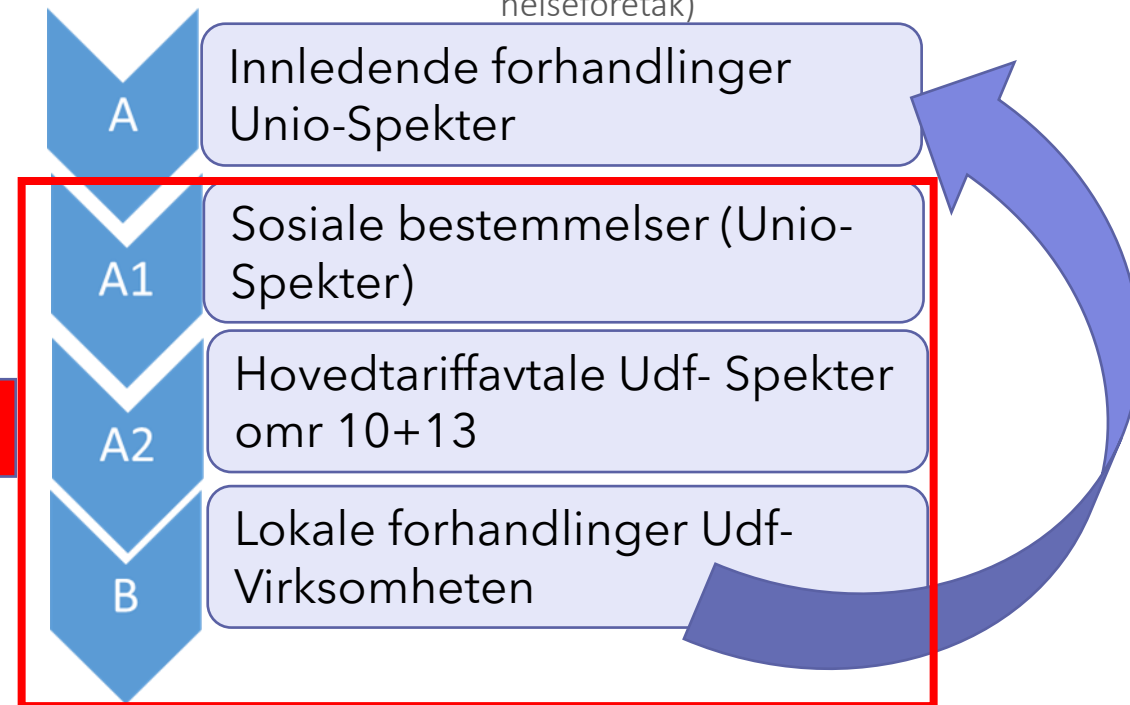 helseforetak)
A
Innledende forhandlinger
Unio-Spekter
A1
Sosiale bestemmelser (Unio-
Spekter)
A2
Hovedtariffavtale Udf- Spekter
omr 10+13
B
Lokale forhandlinger Udf-
Virksomheten